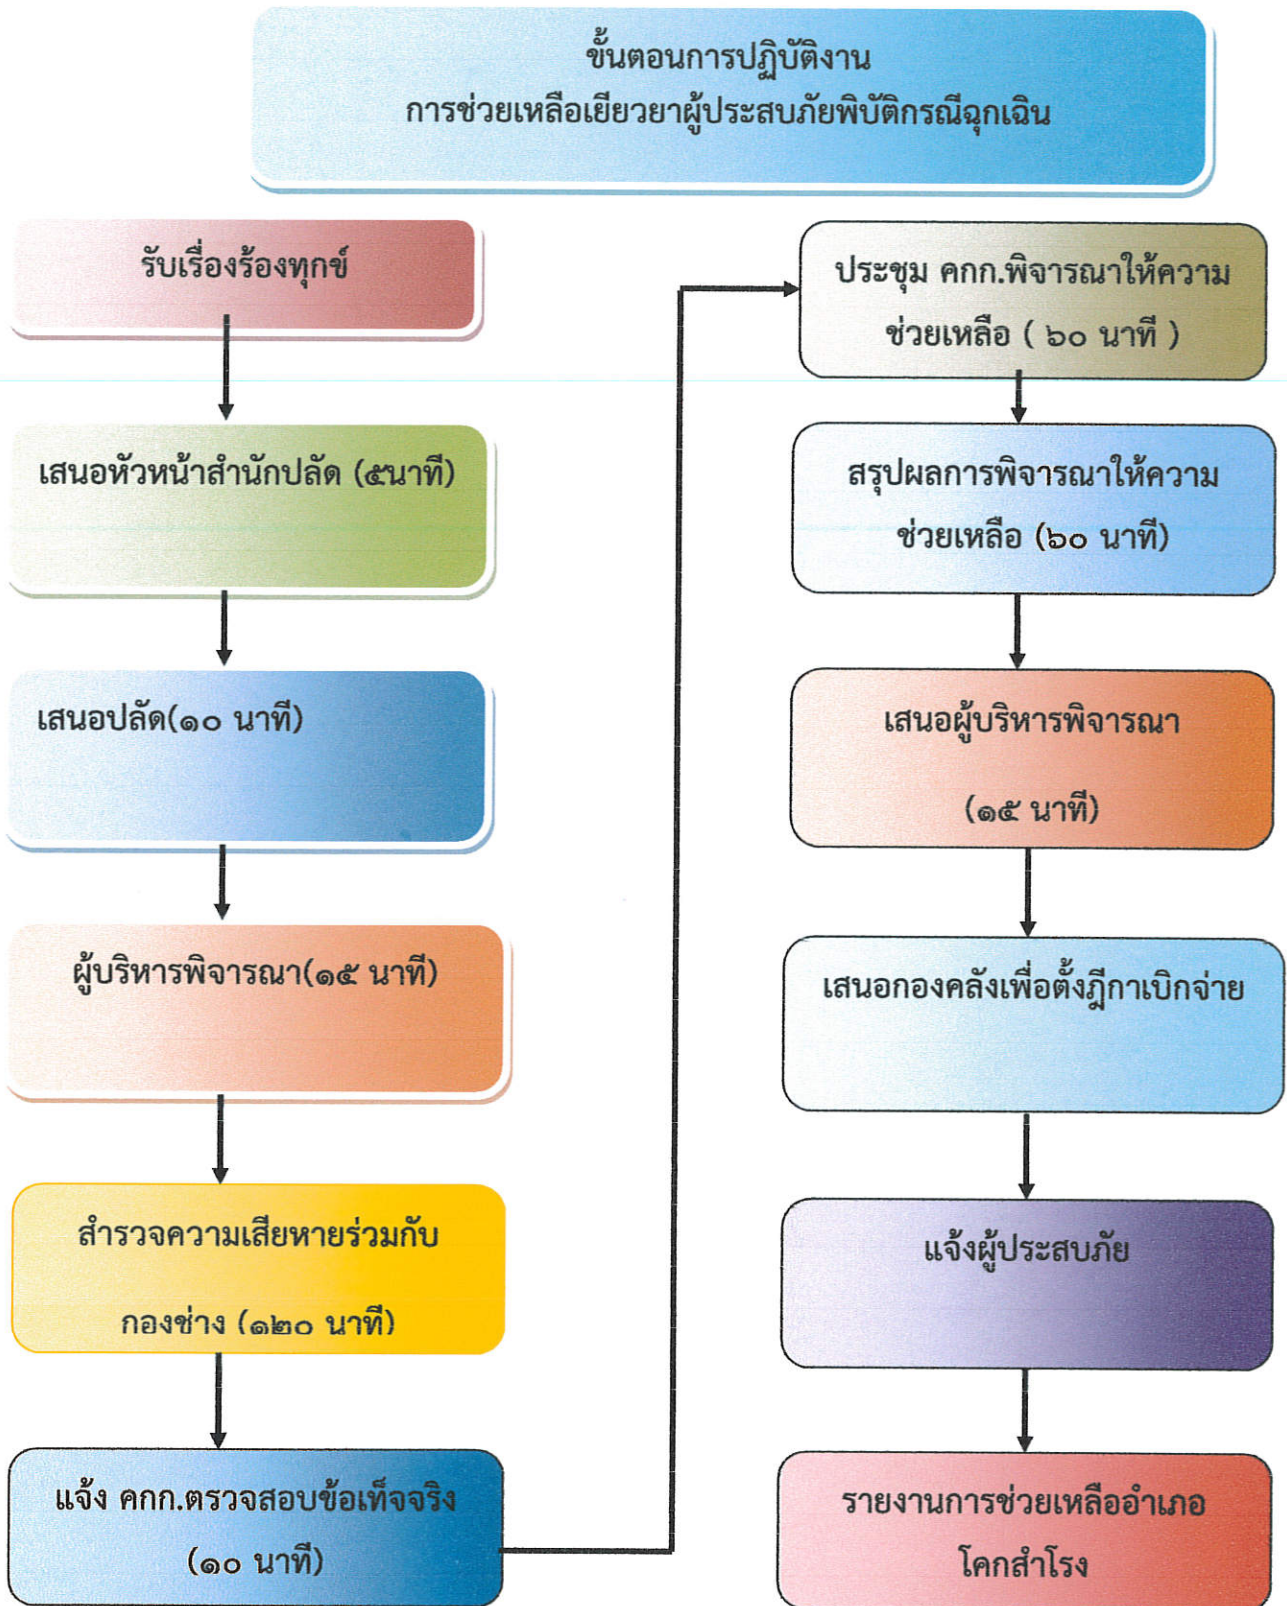 ขั้นตอนการปฏิบัติงาน
การช่วยเหลือเยียวยาผู้ประสบภัยพิบัติกรณีฉุกเฉิน
รับเรื่องร้องทุกข์
เสนอหัวหน้าสำนักปลัด (๕นาที)
เสนอปลัด(๑๐ นาที)
ผู้บริหารพิจารณา(๑๕ นาที)
สำรวจความเสียหายร่วมกับ
กองช่าง (๑๒๐ นาที)
แจ้ง คกก.ตรวจสอบข้อเท็จจริง
(๑๐ นาที)
ประชุม คกก.พิจารณาให้ความ
ช่วยเหลือ ( ๖๐ นาที )
สรุปผลการพิจารณาให้ความ
ช่วยเหลือ (๖๐ นาที)
เสนอผู้บริหารพิจารณา
(๑๕ นาที)
เสนอกองคลังเพื่อตั้งฎีกาเบิกจ่าย
แจ้งผู้ประสบภัย
รายงานการช่วยเหลืออำเภอ
โคกสำโรง